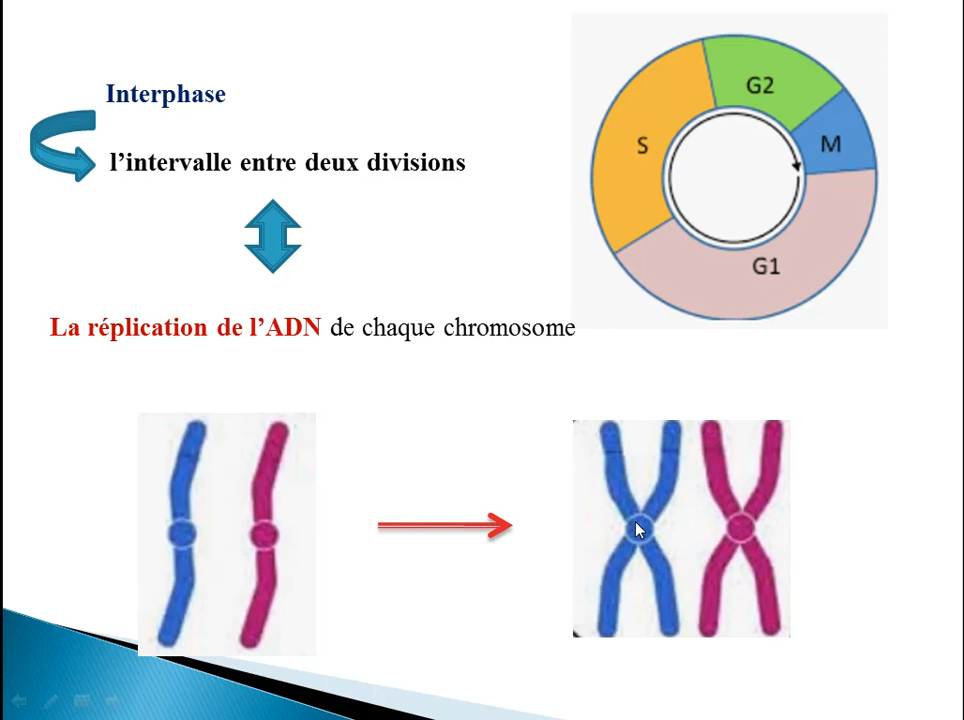 Interphase
l’intervalle entre deux divisions
La réplication de l’ADN de chaque chromosome
G2
S
M
G1